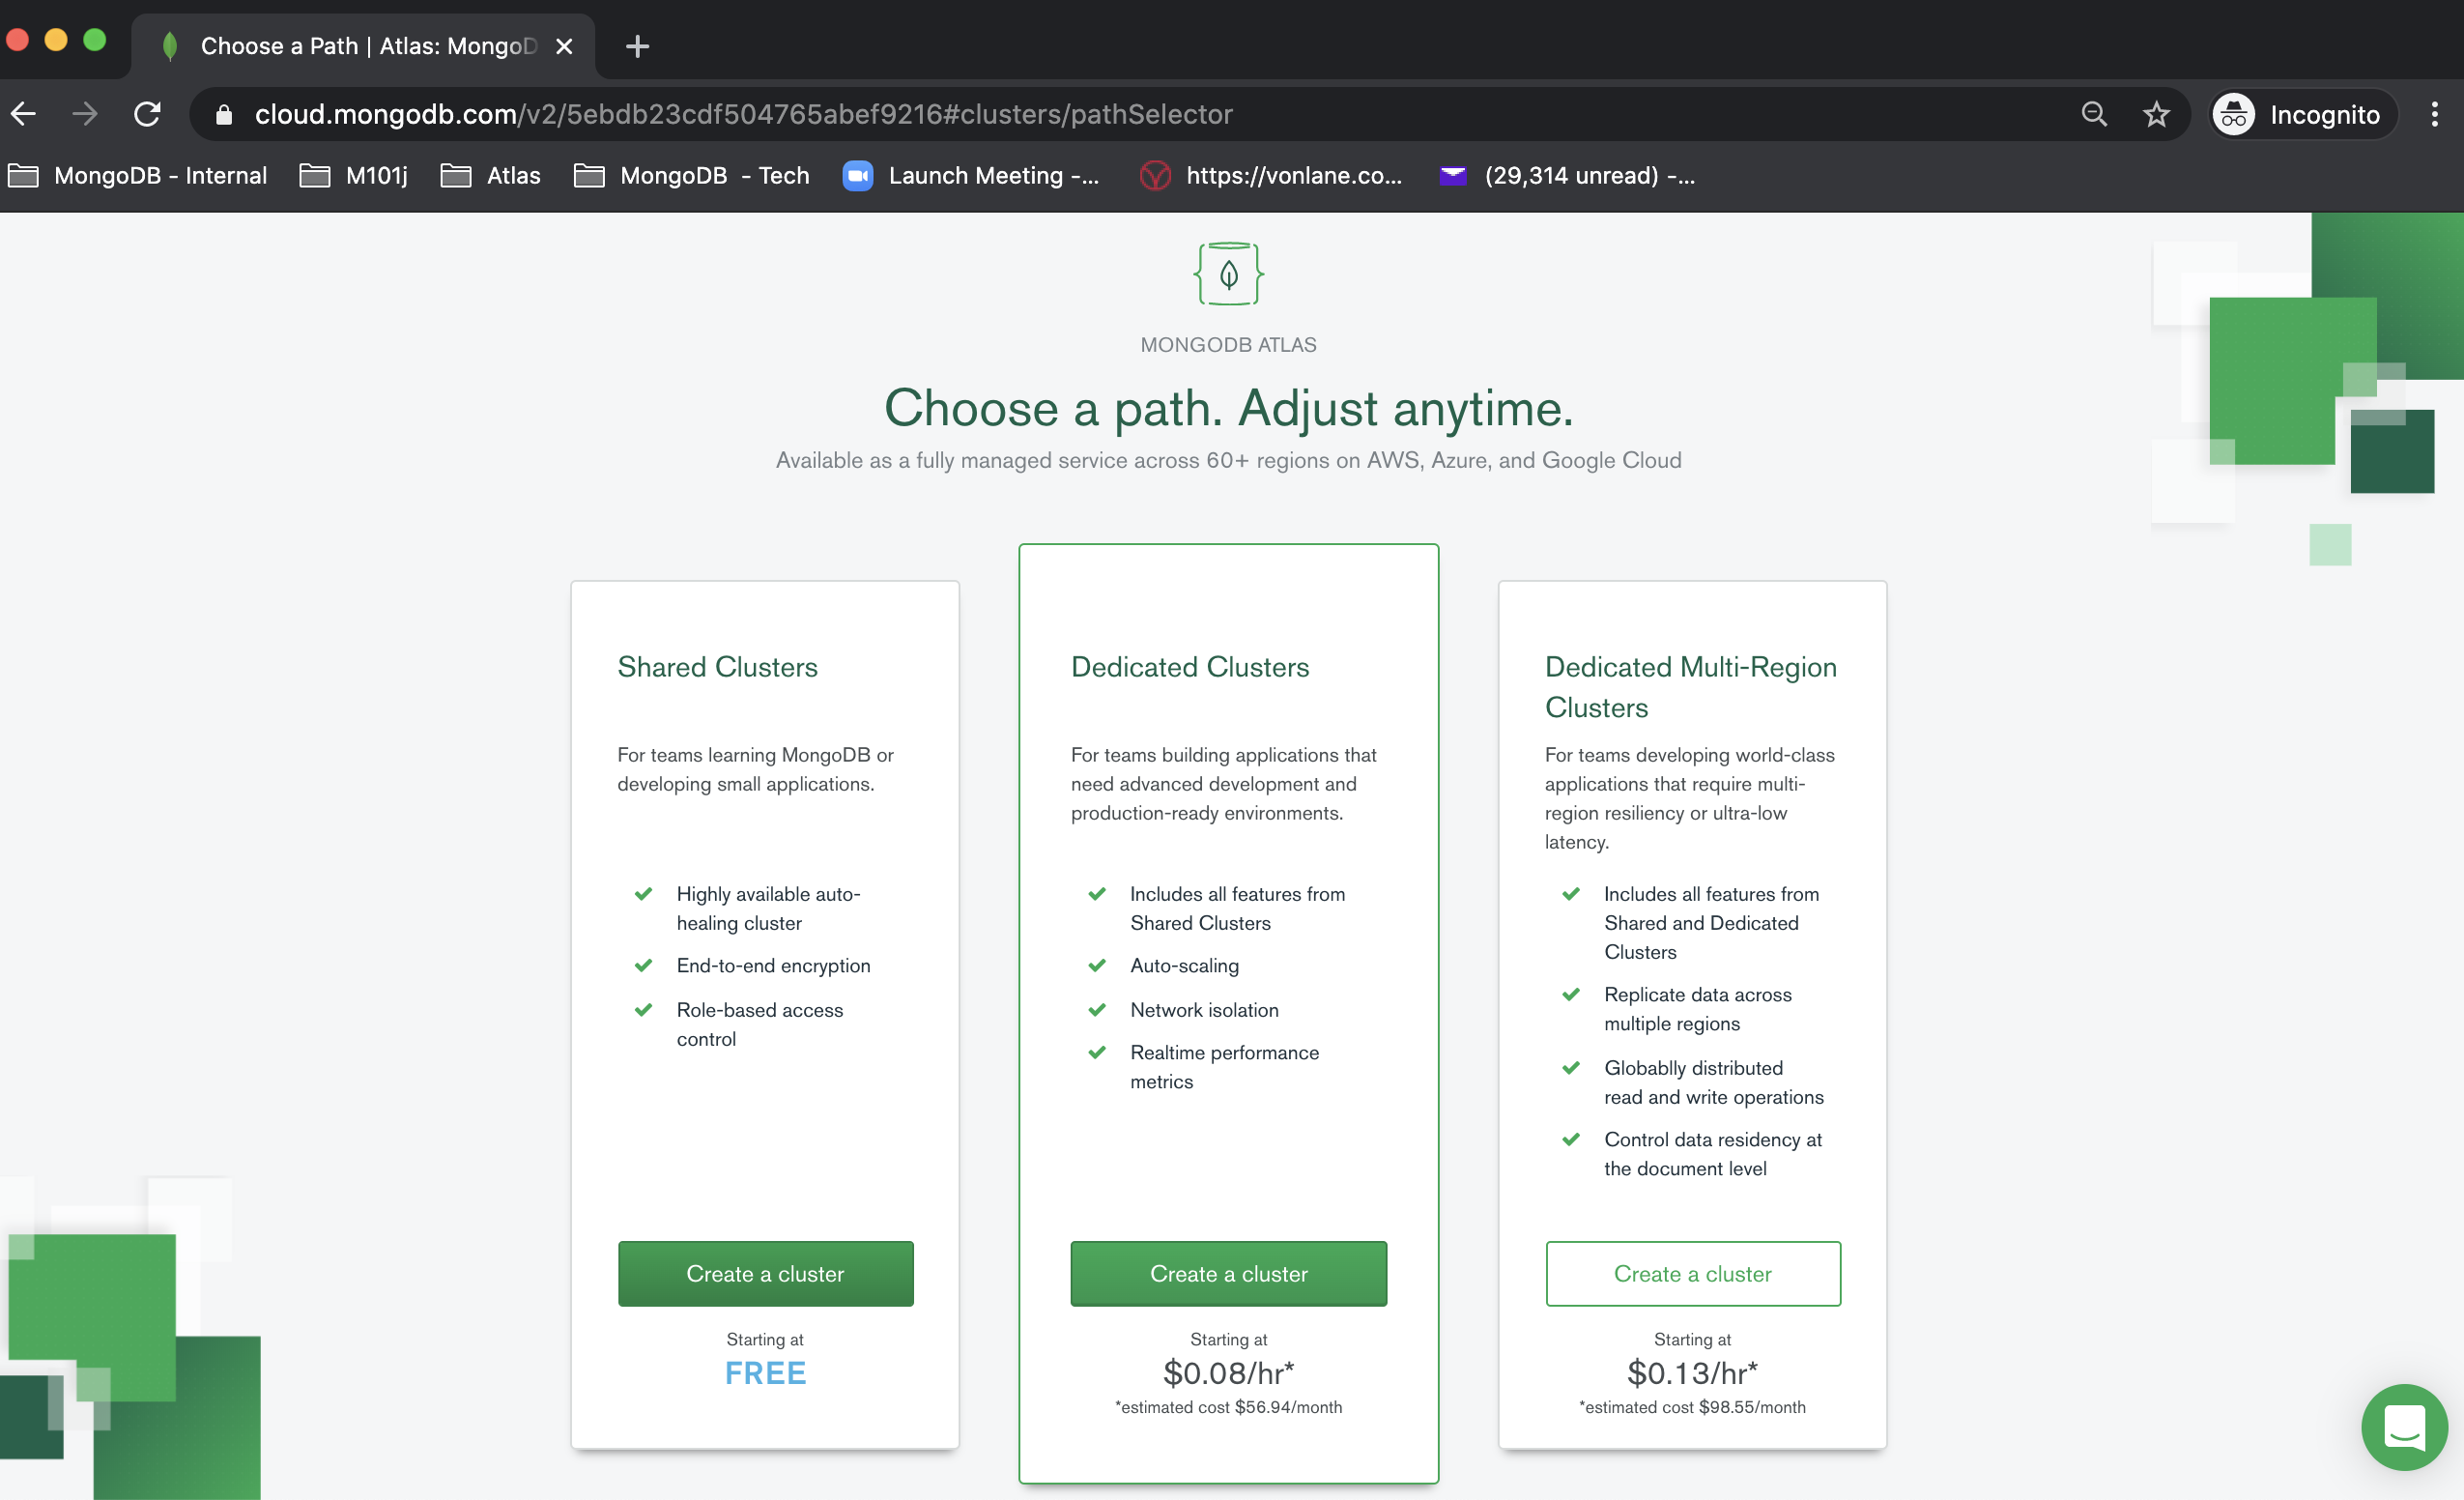 Choose a Path | Atlas: MongoD
cloud.mongodb.com/v2/5ebdb23cdf504765abef9216#clusters/pathSelector
Incognito
MongoDB - Internal
M101j
Atlas
MongoDB - Tech
Launch Meeting -...
https://vonlane.co...
(29,314 unread) -...
MONGODB ATLAS
Choose a path. Adjust anytime.
Available as a fully managed service across 60+ regions on AWS, Azure, and Google Cloud
Shared Clusters
For teams learning MongoDB or
developing small applications.
Highly available auto-
healing cluster
End-to-end encryption
Role-based access
control
Create a cluster
Starting at
FREE
Dedicated Clusters
For teams building applications that
need advanced development and
production-ready environments.
Includes all features from
Shared Clusters
Auto-scaling
Network isolation
Realtime performance
metrics
Create a cluster
Starting at
$0.08/hr*
*estimated cost $56.94/month
Dedicated Multi-Region
Clusters
For teams developing world-class
applications that require multi-
region resiliency or ultra-low
latency.
Includes all features from
Shared and Dedicated
Clusters
Replicate data across
multiple regions
Globablly distributed
read and write operations
Control data residency at
the document level
Create a cluster
Starting at
$0.13/hr*
*estimated cost $98.55/month